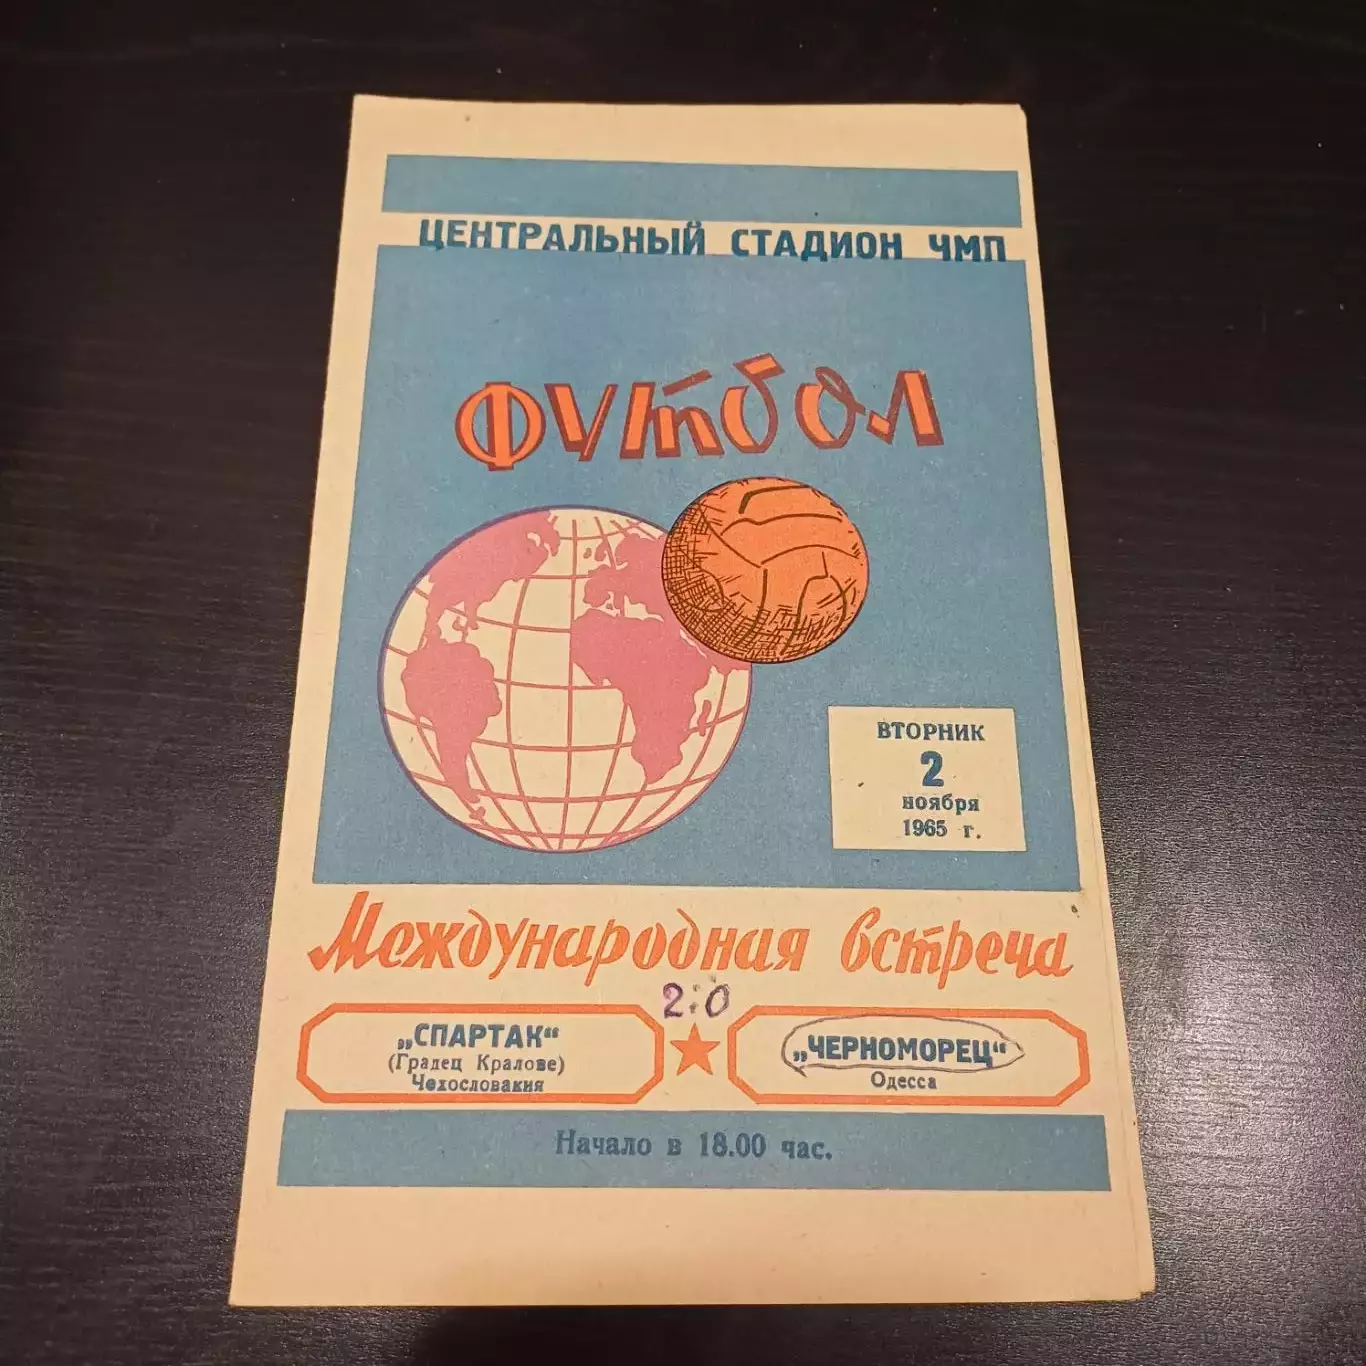 ЦЕНТРАЛЬНЫЙ СТАДИОН ЧМП
ФУТБОЛ
ВТОРНИК
2
ноября
1965 г.
Международная встреча
2:0
„СПАРТАК“
(Градец Кралове)
Чехословакия
„ЧЕРНОМОРЕЦ“
Одесса
Начало в 18.00 час.